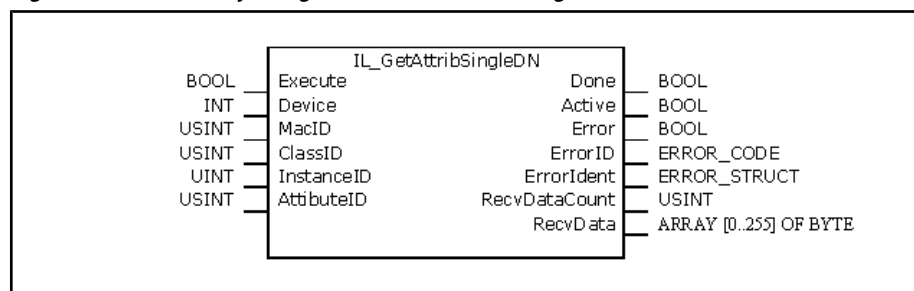 IL_GetAttribSingleDN
BOOL Execute Done BOOL
INT Device Active BOOL
USINT MacID Error BOOL
USINT ClassID ErrorID ERROR_CODE
UINT InstanceID ErrorIdent ERROR_STRUCT
USINT AttibuteID RecvDataCount USINT
RecvData ARRAY [0..255] OF BYTE